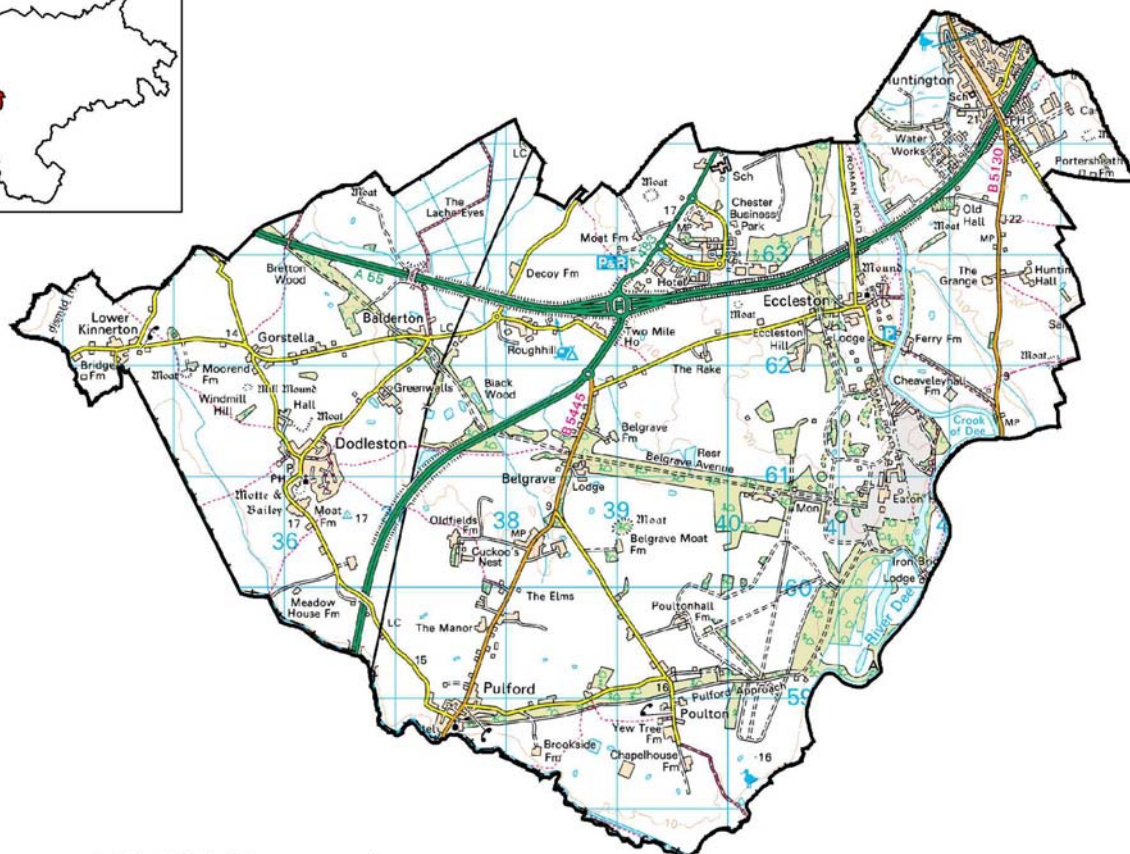 Huntington
Sch
21
PH
Water
Works
B5130
Portersheath
Fm
LC
Moat
The
Lache Eyes
Moat
Sch
17
Chester
Business
Park
MP
Moat Fm
P&R
A 483
Hotel
63
ROMAN ROAD
Old
Hall
Moat
22
MP
The
Grange
Huntin
Hall
Bretton
Wood
A 55
Decoy Fm
Mound
Eccleston
Moat
Lower
Kinnerton
14
Gorstella
Balderton
LC
Roughhill
Two Mile
Ho
Eccleston
Hill
Lodge
P
Ferry Fm
Bridge
Fm
Moat
Moorend
Fm
Mill Mound
Windmill
Hill
Hall
Moat
Greenwalls
Black
Wood
The Rake
62
Cheaveleyhall
Fm
Moat
9
Crook
of Dee
MP
B5445
Dodleston
Belgrave
Fm
Resr
Belgrave Avenue
61
PH
Motte &
Bailey
Moat
Fm
17
17
36
Belgrave
Lodge
9
Mon
Eaton
Oldfields
Fm
38
MP
39
Moat
Belgrave Moat
Fm
40
41
Cuckoo's
Nest
Lodge
60
River Dee
Meadow
House Fm
The Elms
Poultonhall
Fm
LC
The Manor
15
Pulford
16
Pulford Approach
59
Poulton
Yew Tree
Fm
Brookside
Fm
Chapelhouse
Fm
16
10